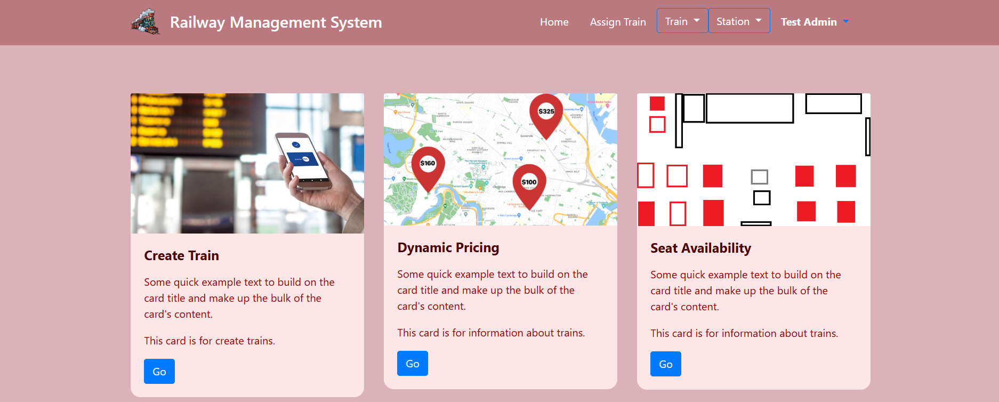 Railway Management System
Home
Assign Train
Train
Station
Test Admin
$325
$160
$100
Create Train
Some quick example text to build on the
card title and make up the bulk of the
card's content.
This card is for create trains.
Go
Dynamic Pricing
Some quick example text to build on the
card title and make up the bulk of the
card's content.
This card is for information about trains.
Go
Seat Availability
Some quick example text to build on the
card title and make up the bulk of the
card's content.
This card is for information about trains.
Go